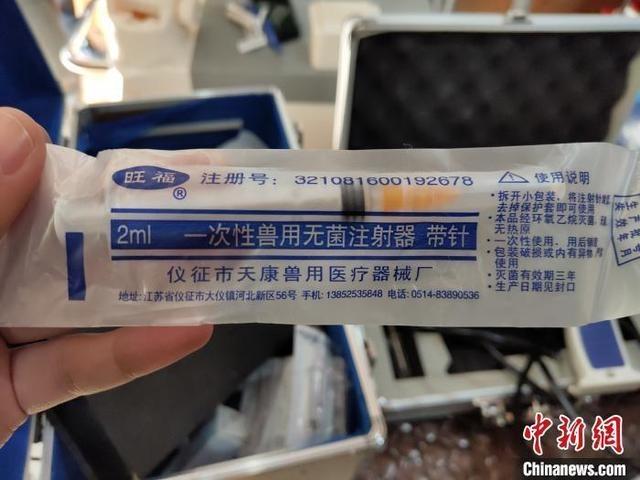 旺福
®
注册号：321081600192678
2ml 一次性兽用无菌注射器 带针
仪征市天康兽用医疗器械厂
地址：江苏省仪征市大仪镇河北新区56号 手机：13852535848 电话：0514-83890536
使用说明
·拆开小包装，将注射针
去掉保护套即可使用
·本品经环氧乙烷灭菌，
无热原
·一次性使用，用后销毁
·包装破损或内有异物，
使用
·灭菌有效期三年
·生产日期见封口
中新网
Chinanews.com